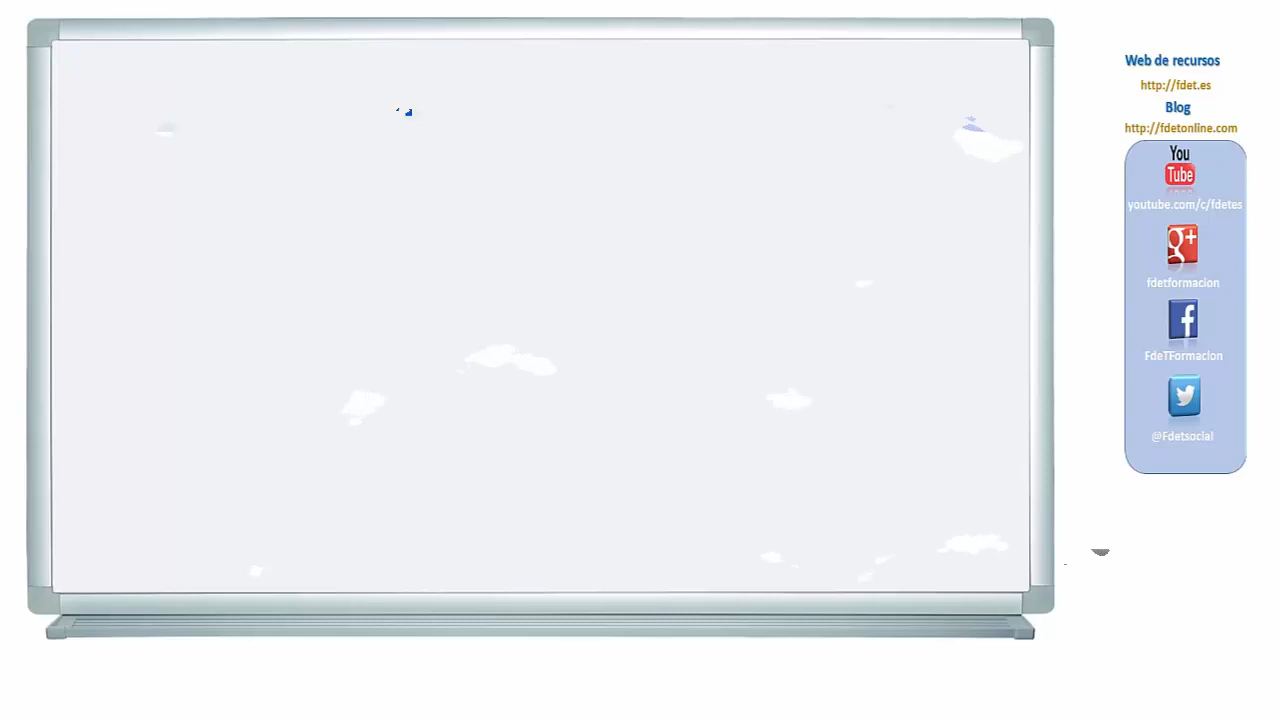 Web de recursos
http://fdet.es
Blog
http://fdetonline.com
You
Tube
youtube.com/c/fdetes
g+
fdetformacion
f
FdeTFormacion
@Fdetsocial